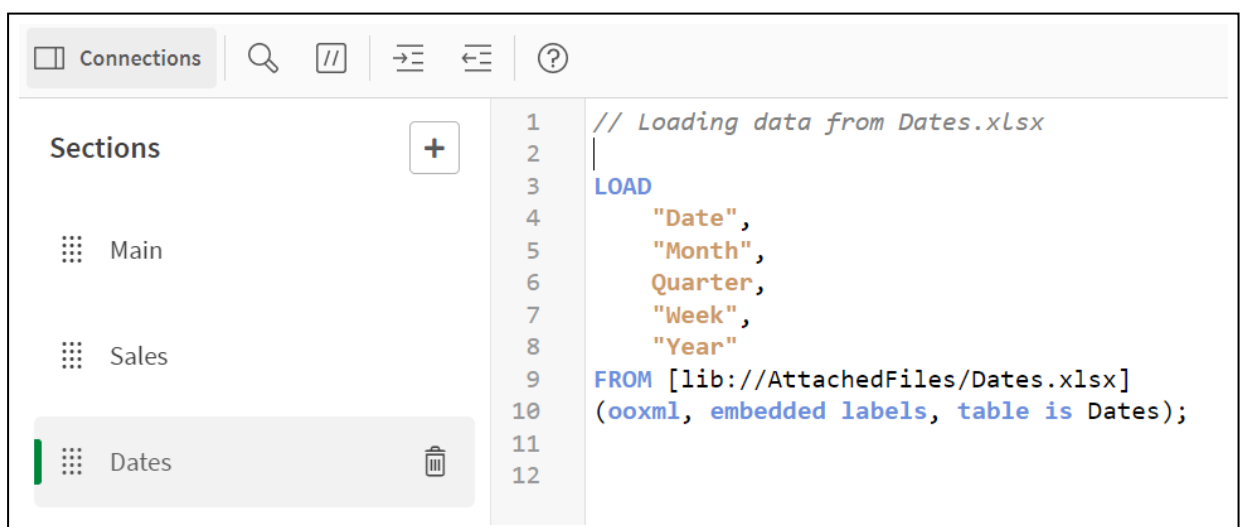 Connections
Sections
Main
Sales
Dates
1 // Loading data from Dates.xlsx
2
3 LOAD
4 "Date",
5 "Month",
6 Quarter,
7 "Week",
8 "Year"
9 FROM [lib://AttachedFiles/Dates.xlsx]
10 (ooxml, embedded labels, table is Dates);
11
12